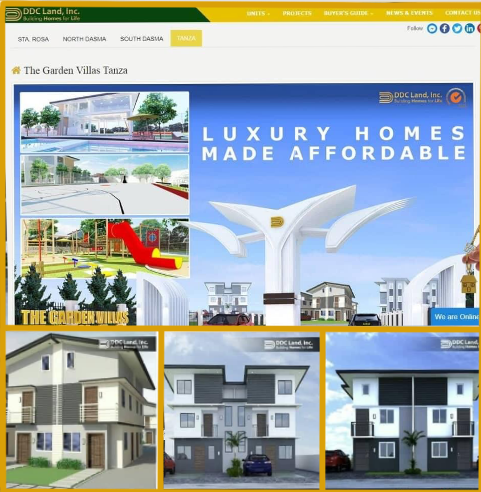 DDC Land, Inc.
Building Homes for Life
UNITS
PROJECTS
BUYER'S GUIDE
NEWS & EVENTS
CONTACT US
Follow
STA. ROSA
NORTH DASMA
SOUTH DASMA
TANZA
The Garden Villas Tanza
DDC Land, Inc.
Building Homes for Life
LUXURY HOMES
MADE AFFORDABLE
THE GARDEN VILLAS
We are Online
DDC Land, Inc.
Building Homes for Life
DDC Land, Inc.
Building Homes for Life
DDC Land, Inc.
Building Homes for Life